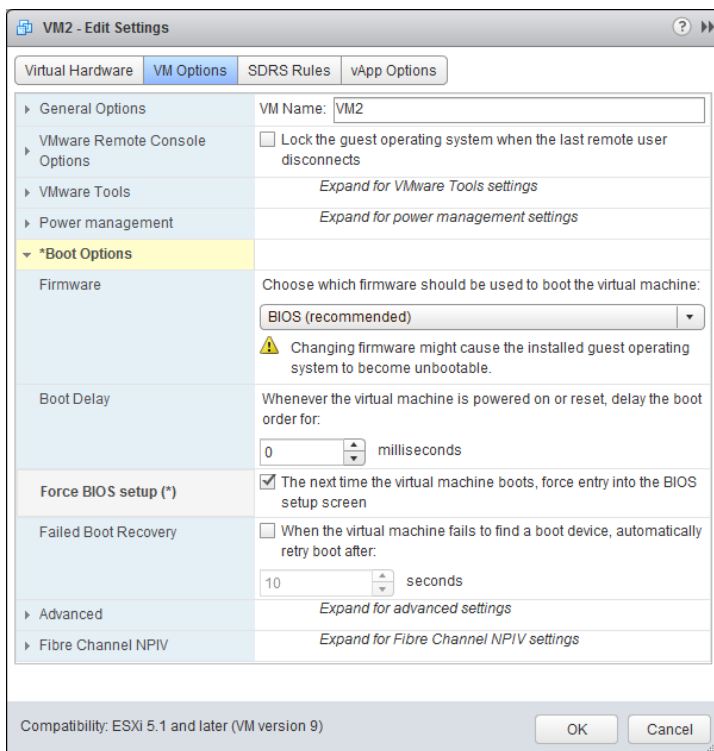 VM2 - Edit Settings
Virtual Hardware VM Options SDRS Rules vApp Options
General Options VM Name: VM2
VMware Remote Console Options Lock the guest operating system when the last remote user
disconnects
VMware Tools Expand for VMware Tools settings
Power management Expand for power management settings
*Boot Options
Firmware Choose which firmware should be used to boot the virtual machine:
BIOS (recommended)
Changing firmware might cause the installed guest operating
system to become unbootable.
Boot Delay Whenever the virtual machine is powered on or reset, delay the boot
order for:
0 milliseconds
Force BIOS setup (*) The next time the virtual machine boots, force entry into the BIOS
setup screen
Failed Boot Recovery When the virtual machine fails to find a boot device, automatically
retry boot after:
10 seconds
Advanced Expand for advanced settings
Fibre Channel NPIV Expand for Fibre Channel NPIV settings
Compatibility: ESXi 5.1 and later (VM version 9) OK Cancel